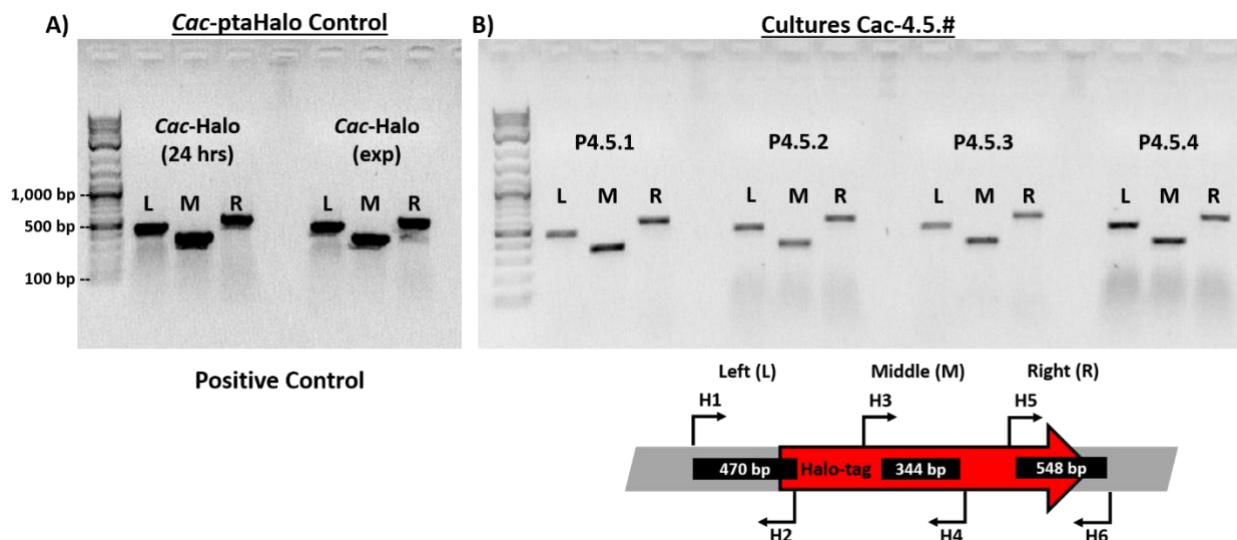 A) Cac-ptaHalo Control
B) Cultures Cac-4.5.#
Cac-Halo
(24 hrs)
Cac-Halo
(exp)
1,000 bp
500 bp
100 bp
L M R
L M R
P4.5.1
P4.5.2
P4.5.3
P4.5.4
L M R
L M R
L M R
L M R
Positive Control
Left (L)
Middle (M)
Right (R)
H1
H3
H5
470 bp
Halo-tag
344 bp
548 bp
H2
H4
H6